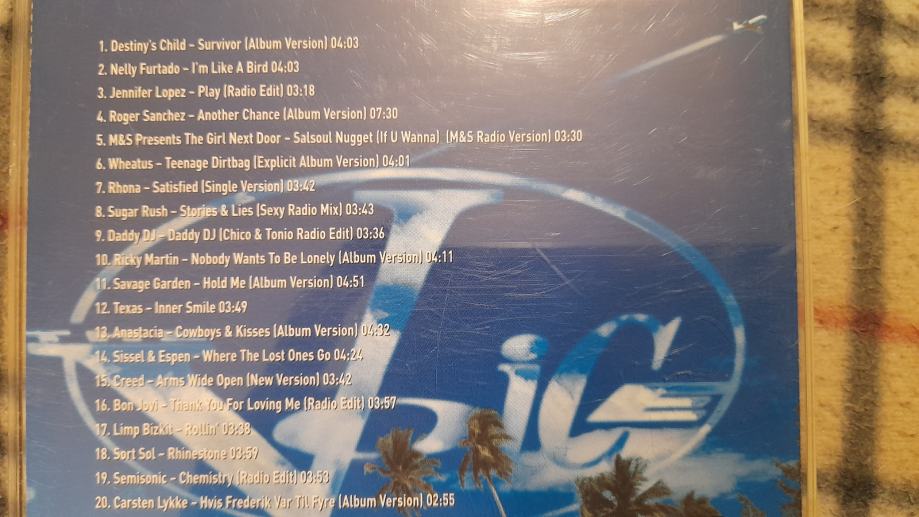 1. Destiny's Child – Survivor (Album Version) 04:03
2. Nelly Furtado – I'm Like A Bird 04:03
3. Jennifer Lopez – Play (Radio Edit) 03:18
4. Roger Sanchez – Another Chance (Album Version) 07:30
5. M&S Presents The Girl Next Door – Salsoul Nugget (If U Wanna) (M&S Radio Version) 03:30
6. Wheatus – Teenage Dirtbag (Explicit Album Version) 04:01
7. Rhona – Satisfied (Single Version) 03:42
8. Sugar Rush – Stories & Lies (Sexy Radio Mix) 03:43
9. Daddy DJ – Daddy DJ (Chico & Tonio Radio Edit) 03:36
10. Ricky Martin – Nobody Wants To Be Lonely (Album Version) 04:11
11. Savage Garden – Hold Me (Album Version) 04:51
12. Texas – Inner Smile 03:49
13. Anastacia – Cowboys & Kisses (Album Version) 04:32
14. Sissel & Espen – Where The Lost Ones Go 04:24
15. Creed – Arms Wide Open (New Version) 03:42
16. Bon Jovi – Thank You For Loving Me (Radio Edit) 03:57
17. Limp Bizkit – Rollin' 03:38
18. Sort Sol – Rhinestone 03:59
19. Semisonic – Chemistry (Radio Edit) 03:53
20. Carsten Lykke – Hvis Frederik Var Til Fyre (Album Version) 02:55